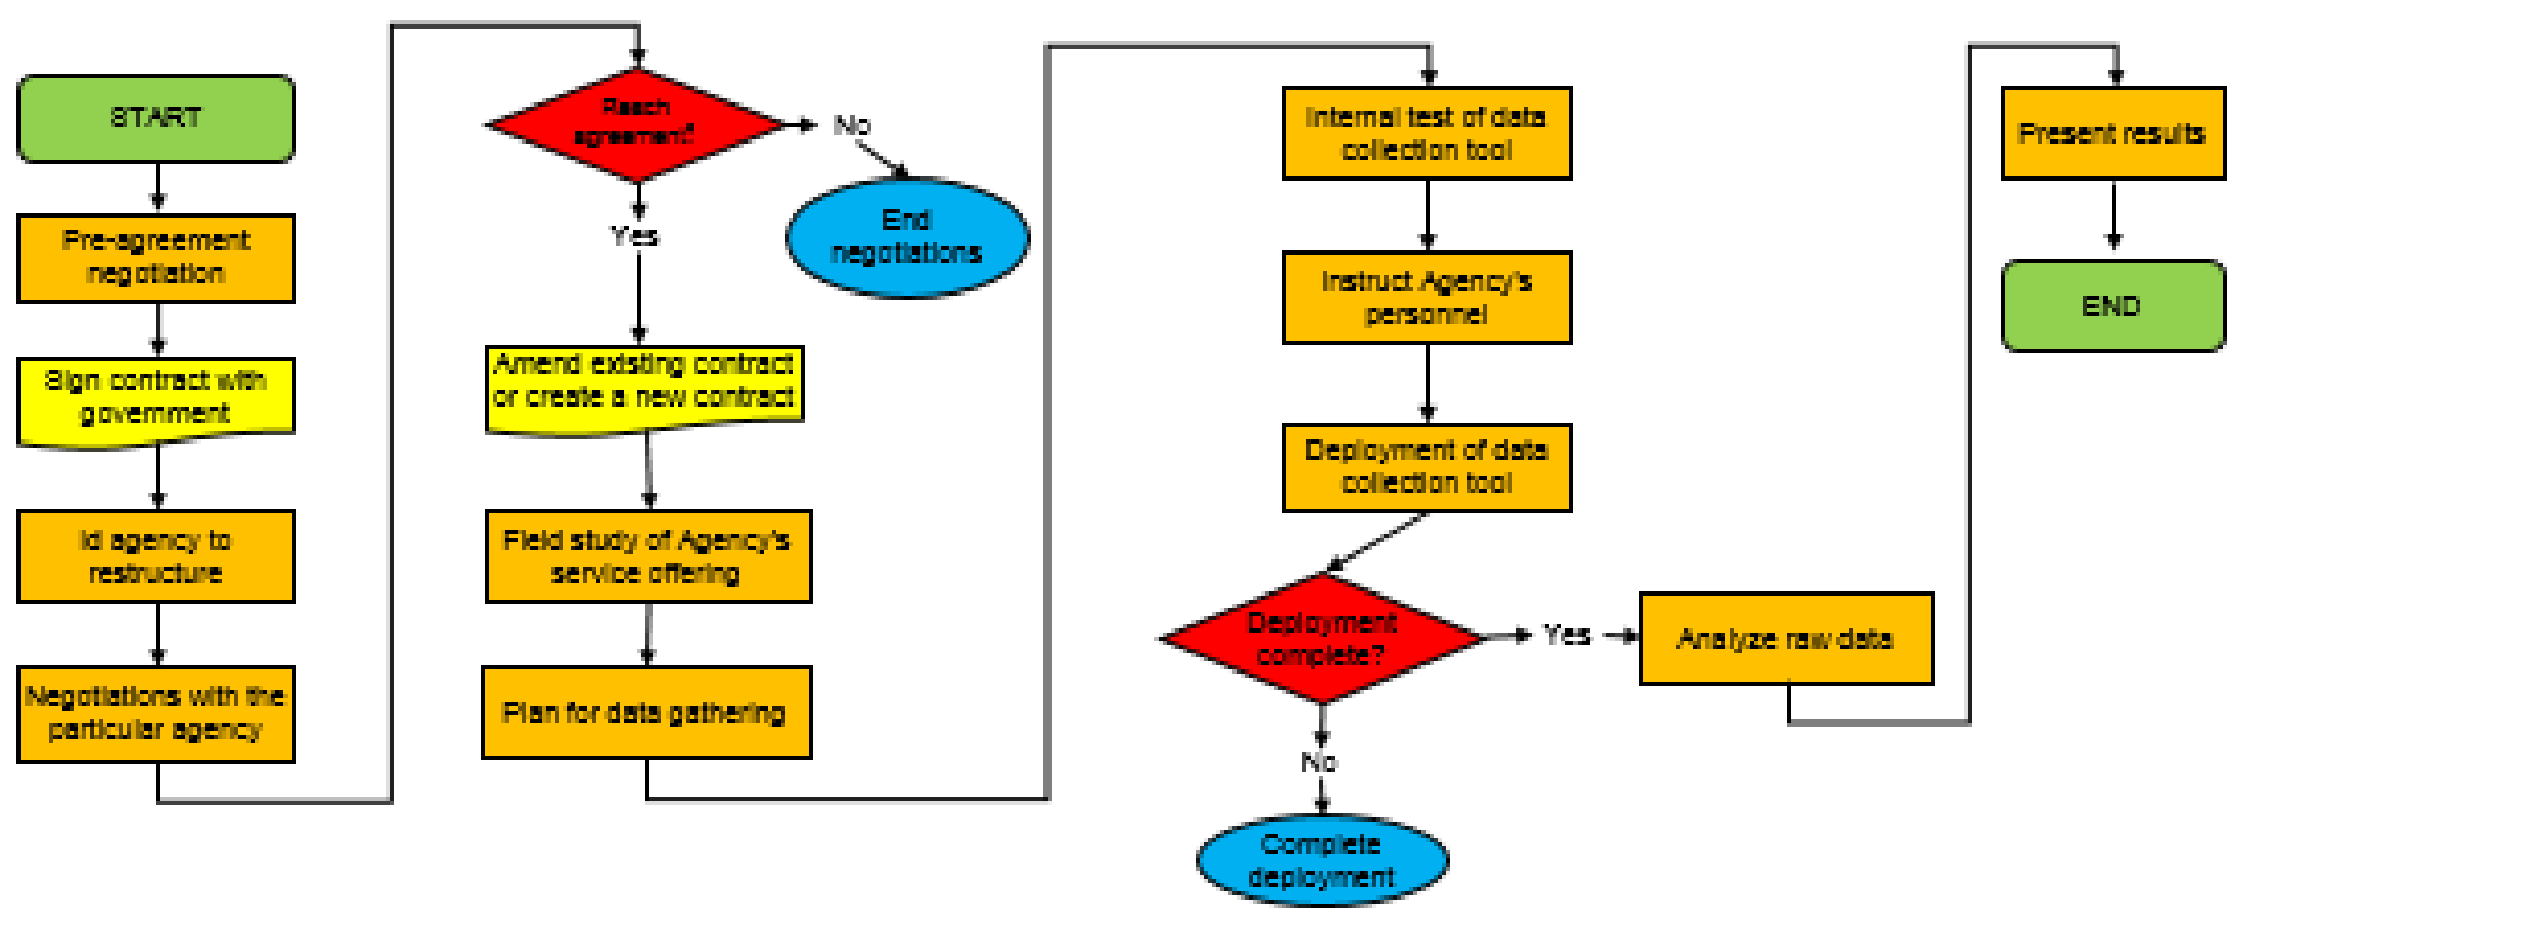 START
Pre-agreement
negotiation
Sign contract with
government
Id agency to
restructure
Negotiations with the
particular agency
Reach
agreement?
No
End
negotiations
Yes
Amend existing contract
or create a new contract
Field study of Agency's
service offering
Plan for data gathering
Internal test of data
collection tool
Instruct Agency's
personnel
Deployment of data
collection tool
Deployment
complete?
Yes
No
Complete
deployment
Analyze raw data
Present results
END